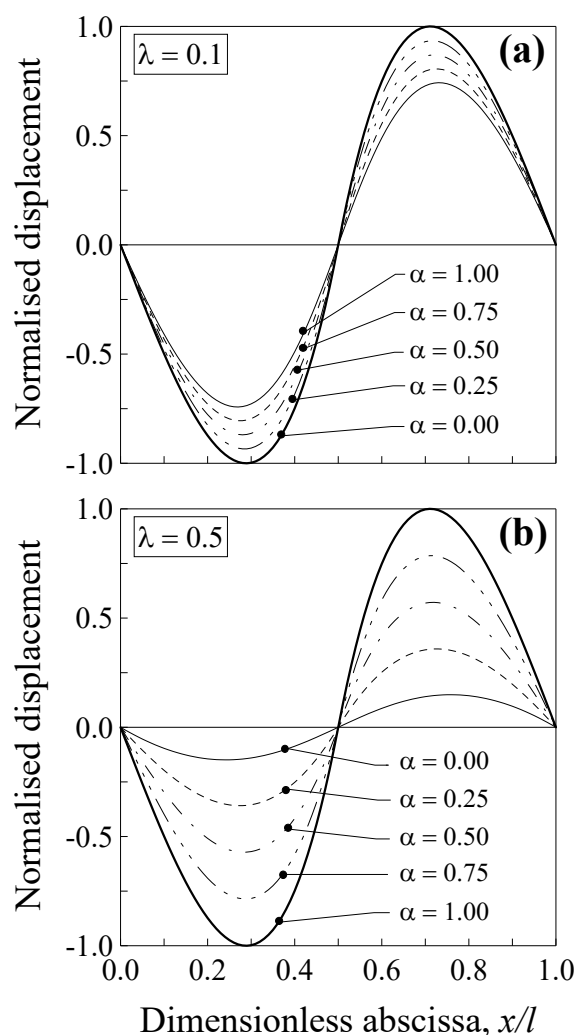 1.0
λ = 0.1
(a)
0.5
0.0
α = 1.00
α = 0.75
-0.5
α = 0.50
α = 0.25
α = 0.00
-1.0
Normalised displacement
1.0
λ = 0.5
(b)
0.5
0.0
α = 0.00
α = 0.25
-0.5
α = 0.50
α = 0.75
α = 1.00
-1.0
Normalised displacement
0.0 0.2 0.4 0.6 0.8 1.0
Dimensionless abscissa, x/l